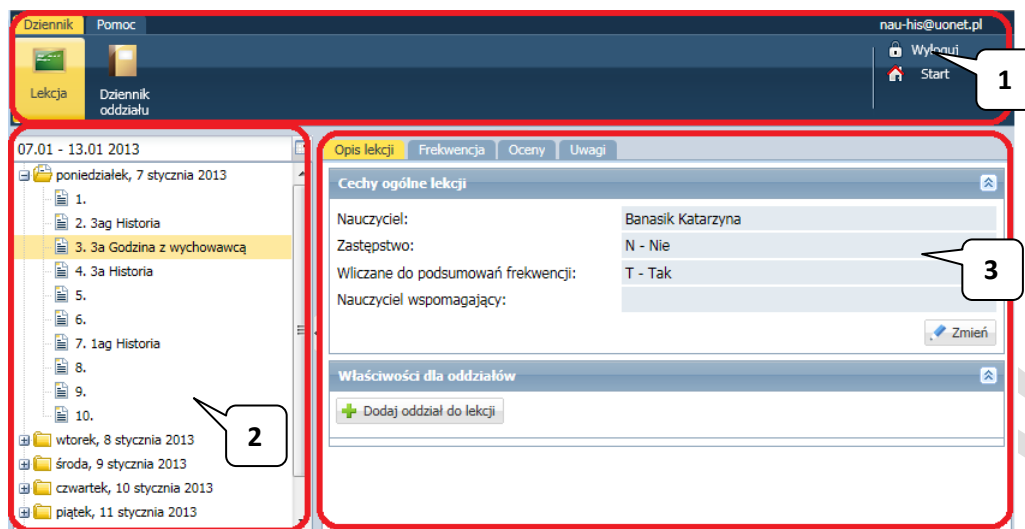 Dziennik Pomoc nau-his@uonet.pl
Wyloguj
Start
1
Lekcja Dziennik
oddziału
07.01 - 13.01 2013
poniedziałek, 7 stycznia 2013
1.
2. 3ag Historia
3. 3a Godzina z wychowawcą
4. 3a Historia
5.
6.
7. 1ag Historia
8.
9.
10.
wtorek, 8 stycznia 2013
środa, 9 stycznia 2013
czwartek, 10 stycznia 2013
piątek, 11 stycznia 2013
2
Opis lekcji Frekwencja Oceny Uwagi
Cechy ogólne lekcji
Nauczyciel: Banasik Katarzyna
Zastępstwo: N - Nie
Wliczane do podsumowań frekwencji: T - Tak
Nauczyciel wspomagający:
3
Zmień
Właściwości dla oddziałów
Dodaj oddział do lekcji